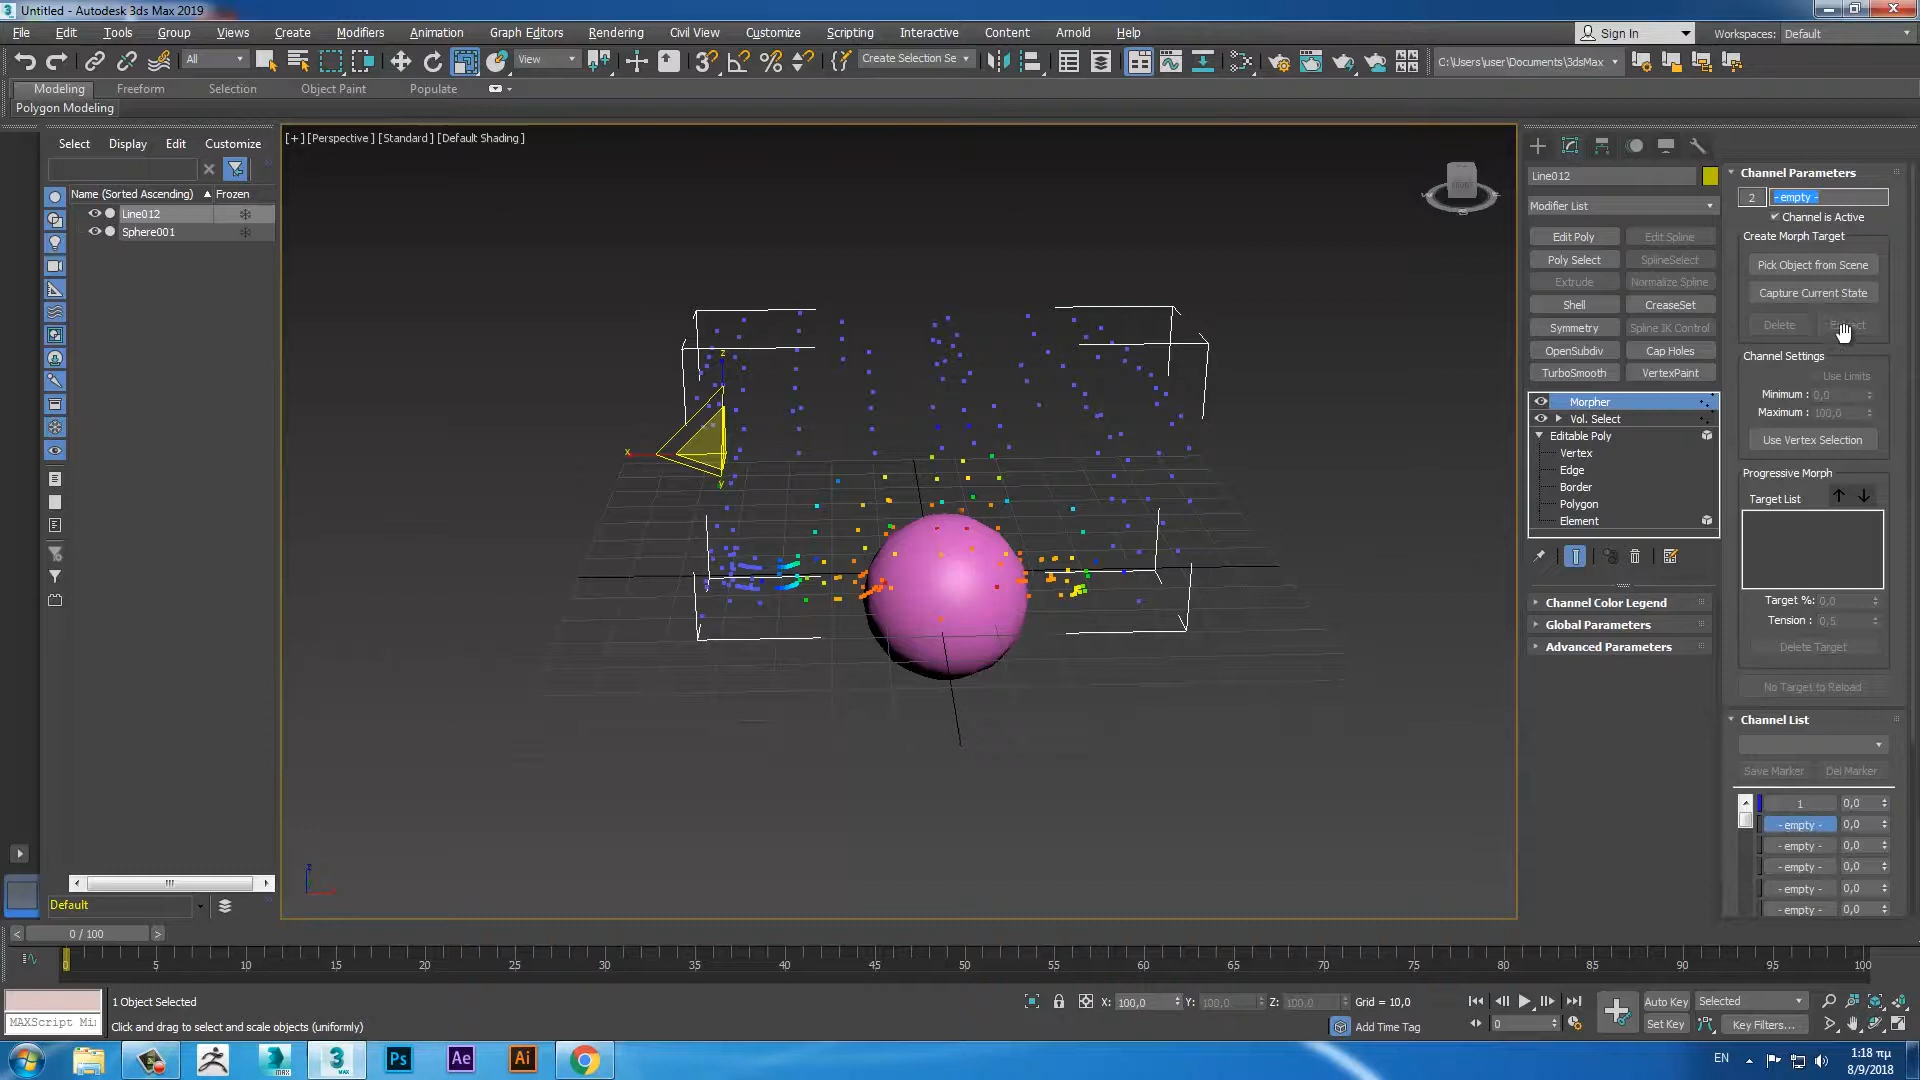 Untitled - Autodesk 3ds Max 2019
File Edit Tools Group Views Create Modifiers Animation Graph Editors Rendering Civil View Customize Scripting Interactive Content Arnold Help
Sign In
Workspaces: Default
All
View
Create Selection Se
C:\Users\user\Documents\3dsMax
Modeling Freeform Selection Object Paint Populate
Polygon Modeling
Select Display Edit Customize
Name (Sorted Ascending) Frozen
Line012
Sphere001
[+] [Perspective] [Standard] [Default Shading]
FRONT
z
x
y
z
Default
Line012
Modifier List
Edit Poly Edit Spline
Poly Select SplineSelect
Extrude Normalize Spline
Shell CreaseSet
Symmetry Spline IK Control
OpenSubdiv Cap Holes
TurboSmooth VertexPaint
Morpher
Vol. Select
Editable Poly
Vertex
Edge
Border
Polygon
Element
Channel Color Legend
Global Parameters
Advanced Parameters
Channel Parameters
2 - empty -
Channel is Active
Create Morph Target
Pick Object from Scene
Capture Current State
Delete
Channel Settings
Use Limits
Minimum : 0,0
Maximum : 100,0
Use Vertex Selection
Progressive Morph
Target List
Target %: 0,0
Tension : 0,5
Delete Target
No Target to Reload
Channel List
Save Marker Del Marker
1 0,0
- empty - 0,0
- empty - 0,0
- empty - 0,0
- empty - 0,0
- empty - 0,0
0 / 100
0 5 10 15 20 25 30 35 40 45 50 55 60 65 70 75 80 85 90 95 100
1 Object Selected
Click and drag to select and scale objects (uniformly)
MAXScript Mi
X: 100,0 Y: 100,0 Z: 100,0 Grid = 10,0
Add Time Tag
0
Auto Key Selected
Set Key Key Filters...
MAX
3
MAX
Ps
Ae
Ai
EN
1:18 πμ
8/9/2018